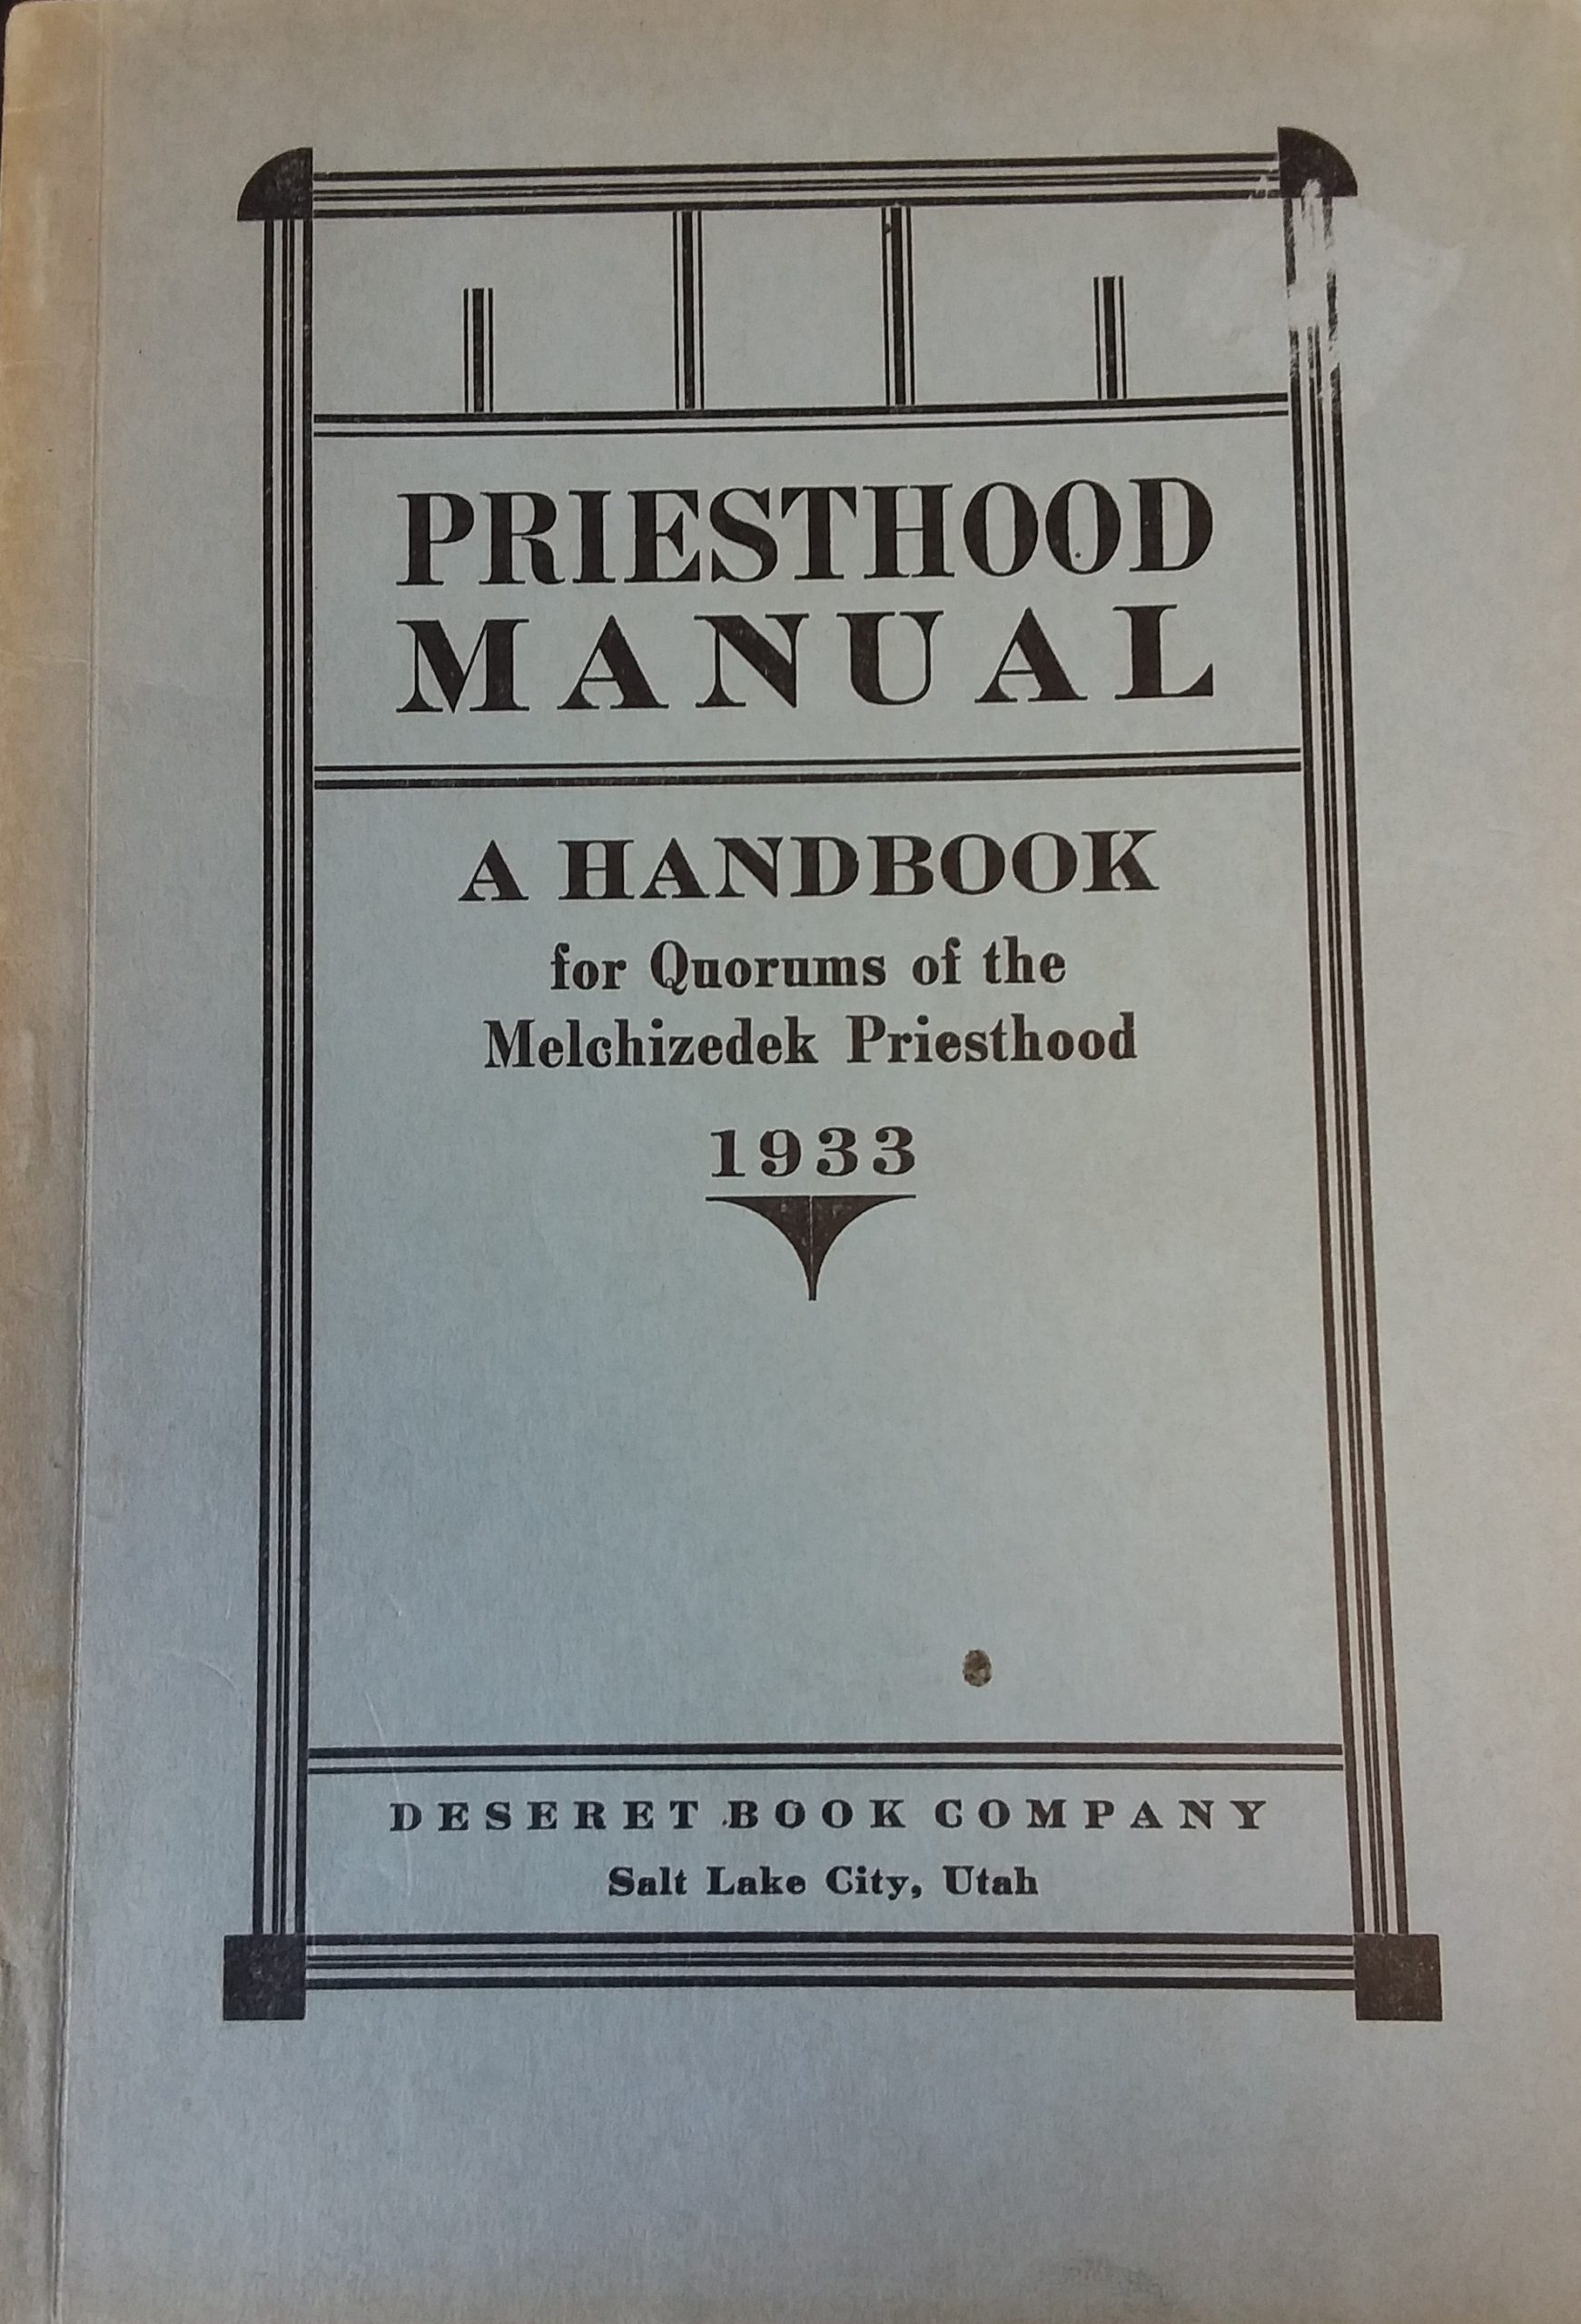 PRIESTHOOD
MANUAL
A HANDBOOK
for Quorums of the
Melchizedek Priesthood
1933
DESERET BOOK COMPANY
Salt Lake City, Utah